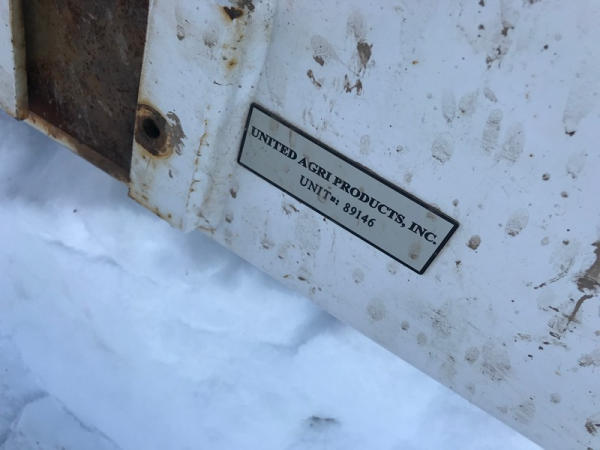 UNITED AGRI PRODUCTS, INC.
UNIT#: 89146